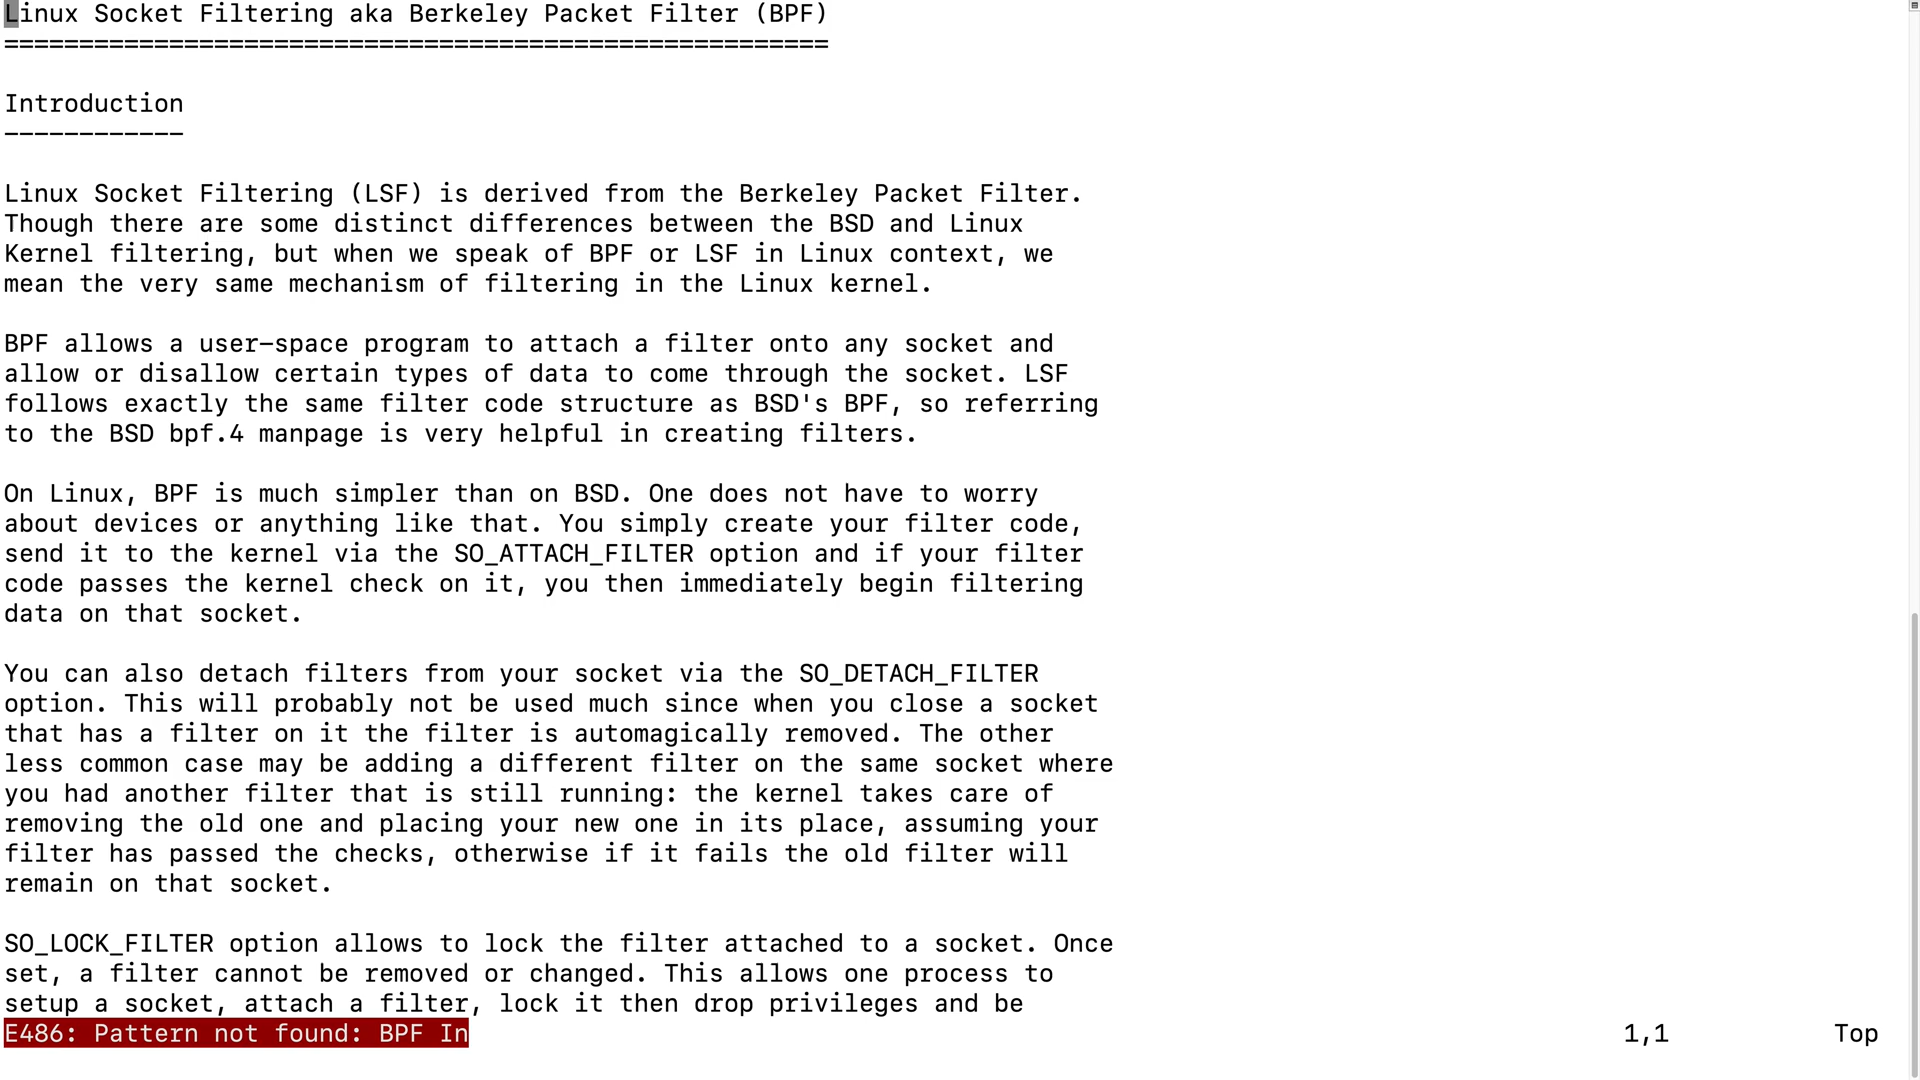 Linux Socket Filtering aka Berkeley Packet Filter (BPF)
=======================================================
Introduction
------------
Linux Socket Filtering (LSF) is derived from the Berkeley Packet Filter.
Though there are some distinct differences between the BSD and Linux
Kernel filtering, but when we speak of BPF or LSF in Linux context, we
mean the very same mechanism of filtering in the Linux kernel.
BPF allows a user-space program to attach a filter onto any socket and
allow or disallow certain types of data to come through the socket. LSF
follows exactly the same filter code structure as BSD's BPF, so referring
to the BSD bpf.4 manpage is very helpful in creating filters.
On Linux, BPF is much simpler than on BSD. One does not have to worry
about devices or anything like that. You simply create your filter code,
send it to the kernel via the SO_ATTACH_FILTER option and if your filter
code passes the kernel check on it, you then immediately begin filtering
data on that socket.
You can also detach filters from your socket via the SO_DETACH_FILTER
option. This will probably not be used much since when you close a socket
that has a filter on it the filter is automagically removed. The other
less common case may be adding a different filter on the same socket where
you had another filter that is still running: the kernel takes care of
removing the old one and placing your new one in its place, assuming your
filter has passed the checks, otherwise if it fails the old filter will
remain on that socket.
SO_LOCK_FILTER option allows to lock the filter attached to a socket. Once
set, a filter cannot be removed or changed. This allows one process to
setup a socket, attach a filter, lock it then drop privileges and be
E486: Pattern not found: BPF In 1,1 Top